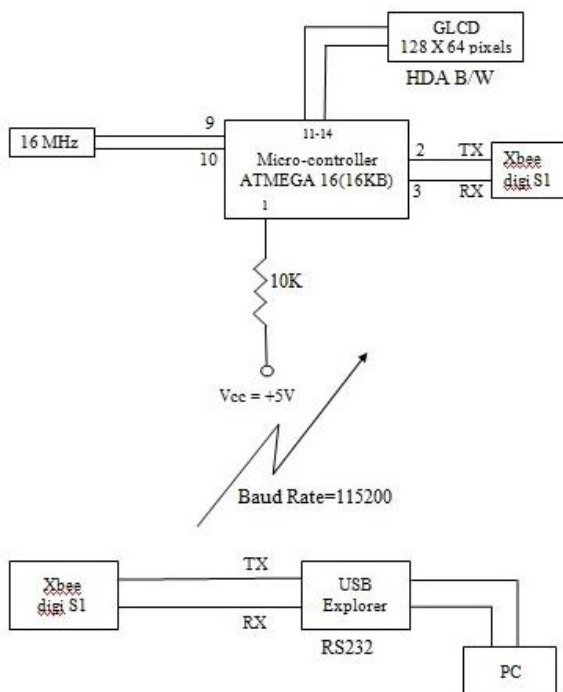 GLCD
128 X 64 pixels
HDA B/W
16 MHz
9
10
11-14
Micro-controller
ATMEGA 16(16KB)
1
2
TX
3
RX
Xbee
digi S1
10K
Vcc = +5V
Baud Rate=115200
Xbee
digi S1
TX
RX
USB
Explorer
RS232
PC